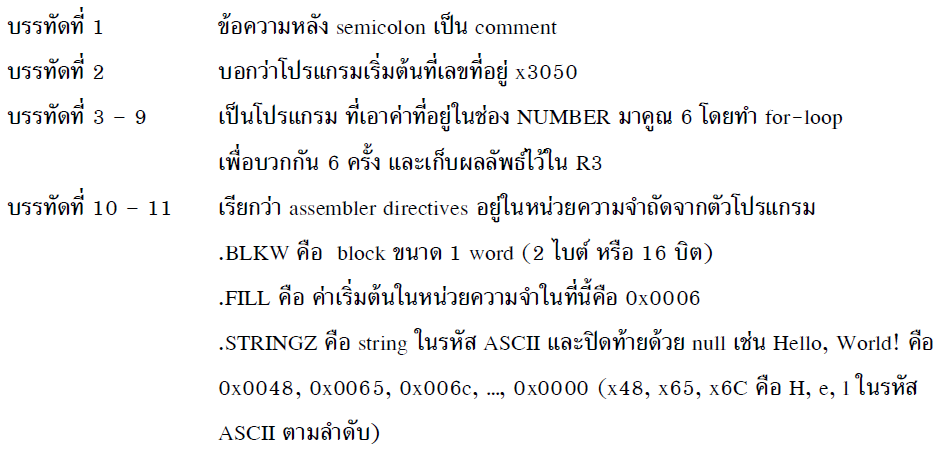 บรรทัดที่ 1 ข้อความหลัง semicolon เป็น comment
บรรทัดที่ 2 บอกว่าโปรแกรมเริ่มต้นที่เลขที่อยู่ x3050
บรรทัดที่ 3 - 9 เป็นโปรแกรม ที่เอาค่าที่อยู่ในช่อง NUMBER มาคูณ 6 โดยทำ for-loop
เพื่อบวกกัน 6 ครั้ง และเก็บผลลัพธ์ไว้ใน R3
บรรทัดที่ 10 - 11 เรียกว่า assembler directives อยู่ในหน่วยความจำถัดจากตัวโปรแกรม
.BLKW คือ block ขนาด 1 word (2 ไบต์ หรือ 16 บิต)
.FILL คือ ค่าเริ่มต้นในหน่วยความจำในที่นี้คือ 0x0006
.STRINGZ คือ string ในรหัส ASCII และปิดท้ายด้วย null เช่น Hello, World! คือ
0x0048, 0x0065, 0x006c, ..., 0x0000 (x48, x65, x6C คือ H, e, l ในรหัส
ASCII ตามลำดับ)